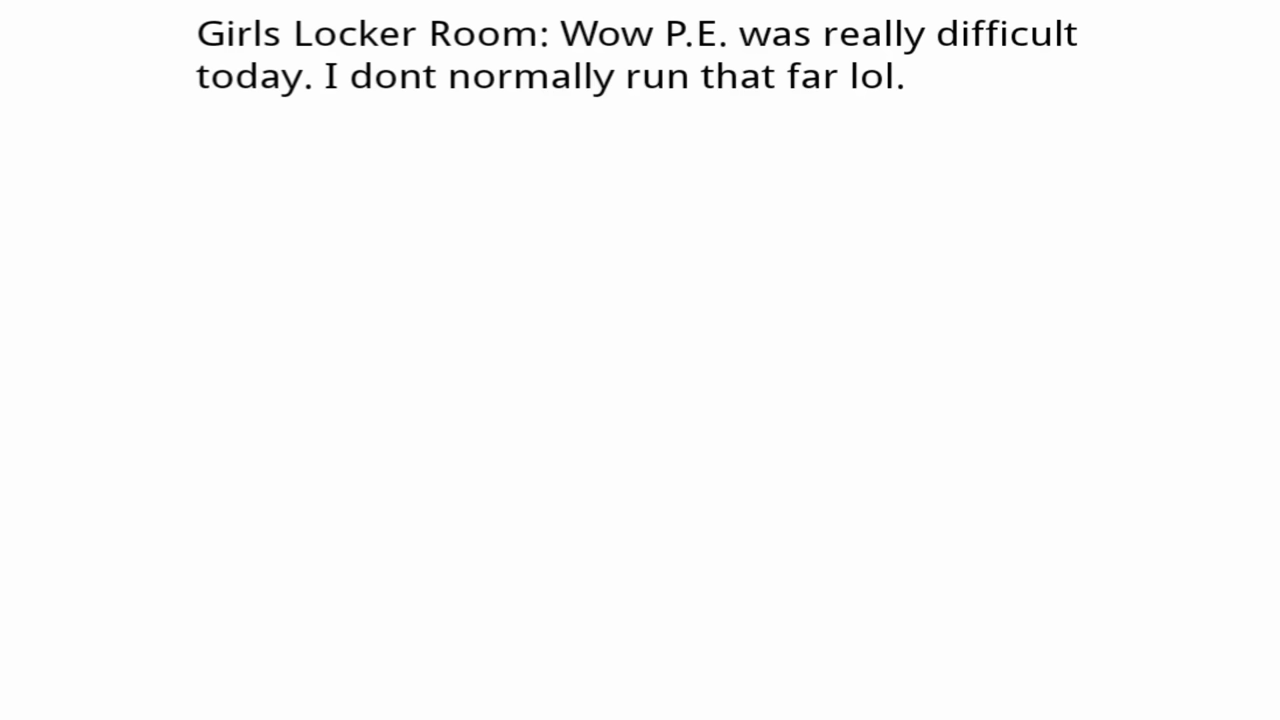 Girls Locker Room: Wow P.E. was really difficult
today. I dont normally run that far lol.